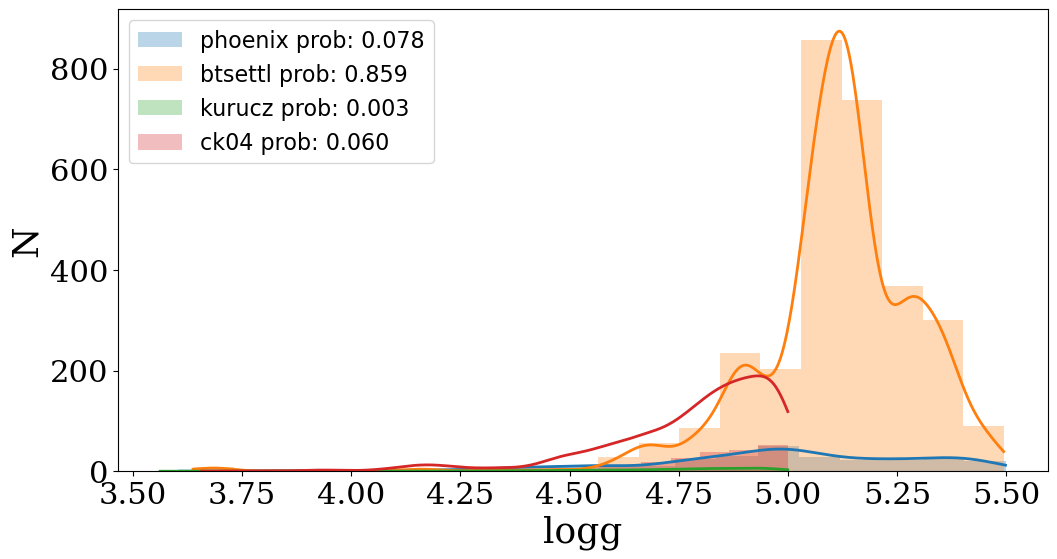 phoenix prob: 0.078
btsettl prob: 0.859
kurucz prob: 0.003
ck04 prob: 0.060
800
600
400
200
0
N
3.50 3.75 4.00 4.25 4.50 4.75 5.00 5.25 5.50
logg